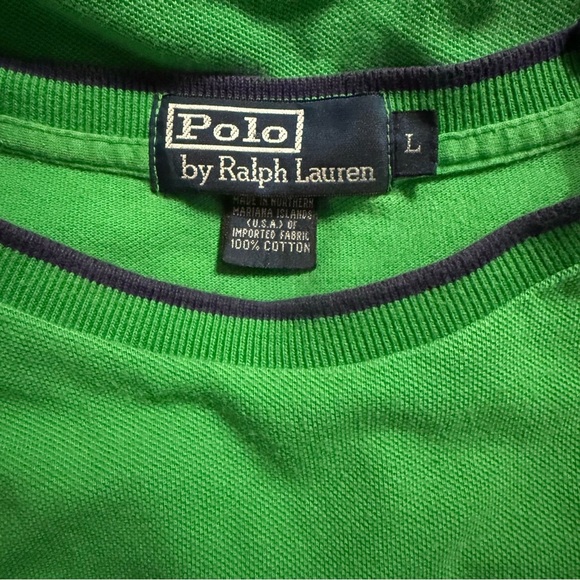 Polo
by Ralph Lauren
L
MADE IN NORTHERN
MARIANA ISLANDS
(U.S.A.) OF
IMPORTED FABRIC
100% COTTON